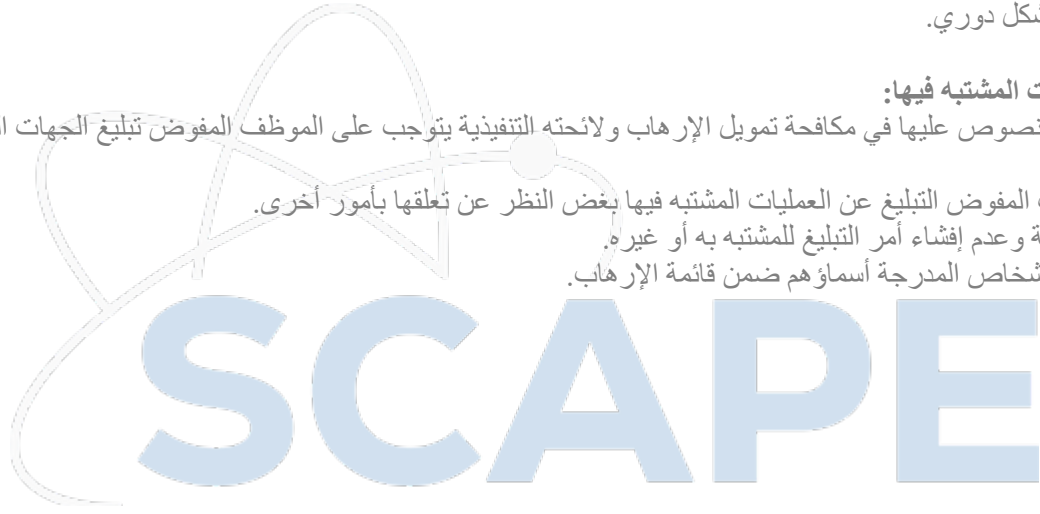 شكل دوري.
ت المشتبه فيها:
نصوص عليها في مكافحة تمويل الإرهاب ولائحته التنفيذية يتوجب على الموظف المفوض تبليغ الجهات ال
المفوض التبليغ عن العمليات المشتبه فيها بغض النظر عن تعلقها بأمور أخرى.
ة وعدم إفشاء أمر التبليغ للمشتبه به أو غيره.
شخاص المدرجة أسماؤهم ضمن قائمة الإرهاب.
SCAPE